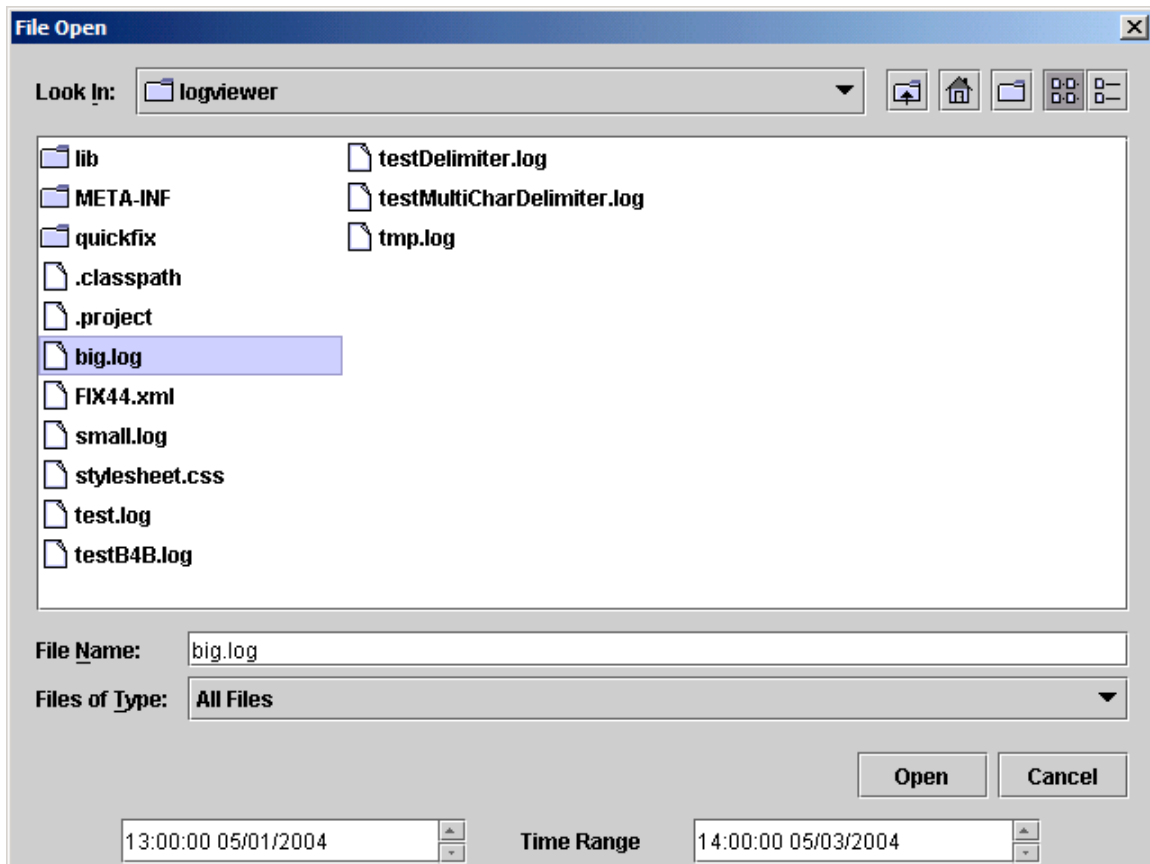 File Open
Look In: logviewer
lib
META-INF
quickfix
.classpath
.project
big.log
FIX44.xml
small.log
stylesheet.css
test.log
testB4B.log
testDelimiter.log
testMultiCharDelimiter.log
tmp.log
File Name: big.log
Files of Type: All Files
Open Cancel
13:00:00 05/01/2004 Time Range 14:00:00 05/03/2004